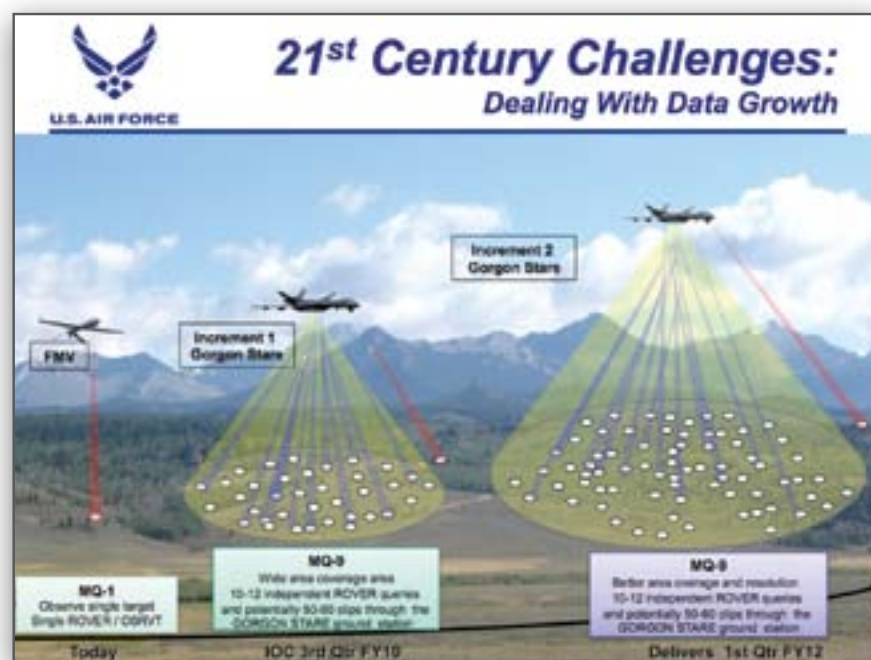 21st Century Challenges:
Dealing With Data Growth
U.S. AIR FORCE
Increment 2
Gorgon Stare
Increment 1
Gorgon Stare
FMV
MQ-9
Wide area coverage area
10-12 independent ROVER queries
and potentially 50-60 clips through the
GORGON STARE ground station
MQ-9
Better area coverage and resolution
10-12 independent ROVER queries
and potentially 50-60 clips through the
GORGON STARE ground station
MQ-1
Observe single target
Single ROVER / OSRVT
Today
IOC 3rd Qtr FY10
Delivers 1st Qtr FY12